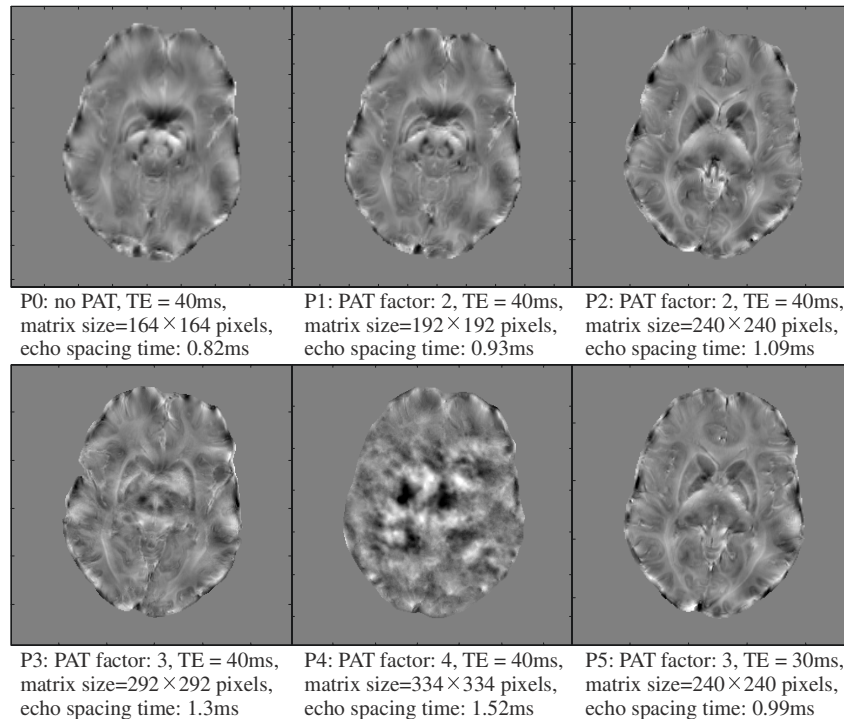 P0: no PAT, TE = 40ms,
matrix size=164×164 pixels,
echo spacing time: 0.82ms
P1: PAT factor: 2, TE = 40ms,
matrix size=192×192 pixels,
echo spacing time: 0.93ms
P2: PAT factor: 2, TE = 40ms
matrix size=240×240 pixels,
echo spacing time: 1.09ms
P3: PAT factor: 3, TE = 40ms,
matrix size=292×292 pixels,
echo spacing time: 1.3ms
P4: PAT factor: 4, TE = 40ms,
matrix size=334×334 pixels,
echo spacing time: 1.52ms
P5: PAT factor: 3, TE = 30ms,
matrix size=240×240 pixels,
echo spacing time: 0.99ms